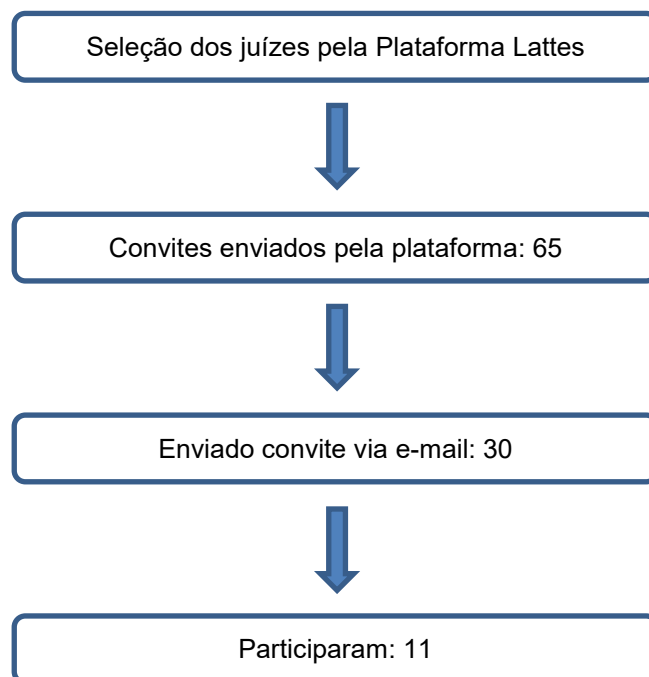 Seleção dos juízes pela Plataforma Lattes
Convites enviados pela plataforma: 65
Enviado convite via e-mail: 30
Participaram: 11